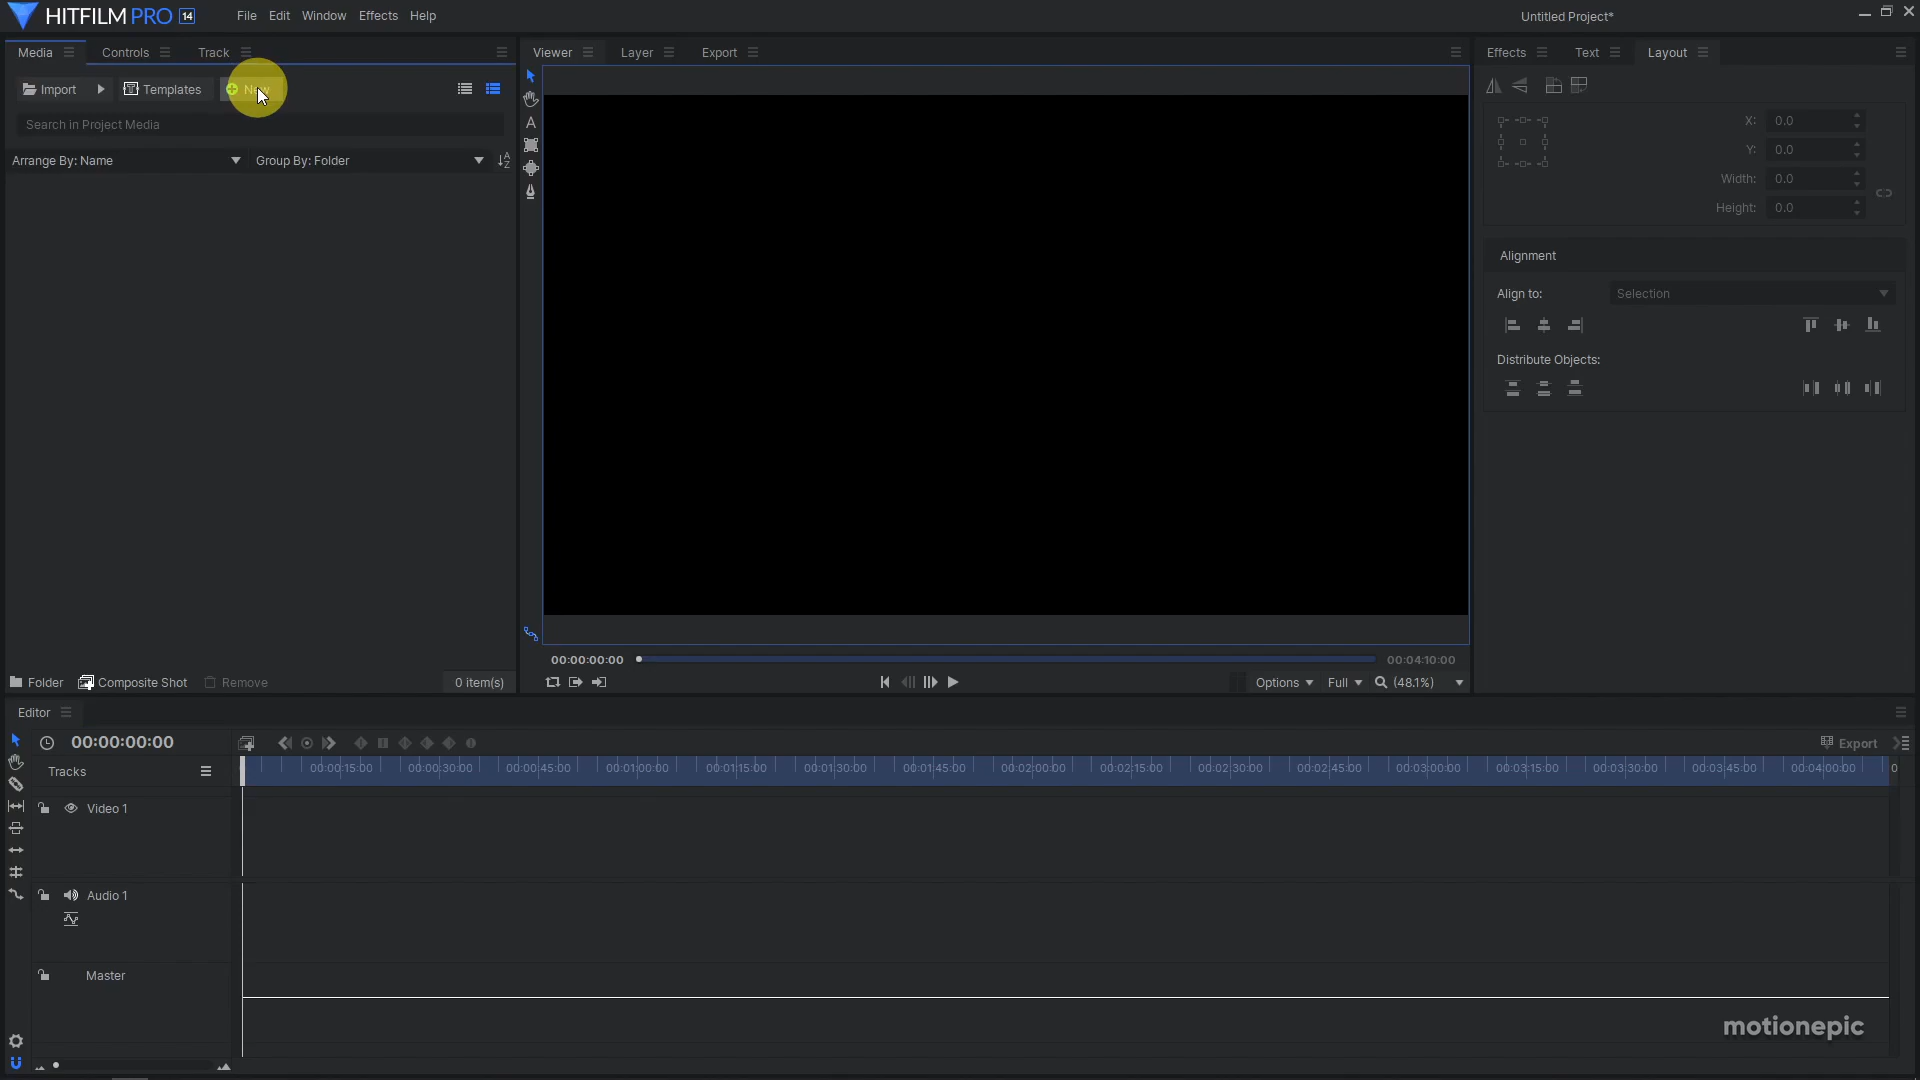 HITFILM PRO 14
File Edit Window Effects Help
Untitled Project*
Media Controls Track
Viewer Layer Export
Effects Text Layout
Import Templates New
Search in Project Media
Arrange By: Name Group By: Folder
A
Z
A
X: 0.0
Y: 0.0
Width: 0.0
Height: 0.0
Alignment
Align to: Selection
Distribute Objects:
00:00:00:00 00:04:10:00
Folder Composite Shot Remove 0 item(s)
Options Full (48.1%)
Editor
00:00:00:00
Export
Tracks
00:00:15:00 00:00:30:00 00:00:45:00 00:01:00:00 00:01:15:00 00:01:30:00 00:01:45:00 00:02:00:00 00:02:15:00 00:02:30:00 00:02:45:00 00:03:00:00 00:03:15:00 00:03:30:00 00:03:45:00 00:04:00:00 0
Video 1
Audio 1
Master
motionepic